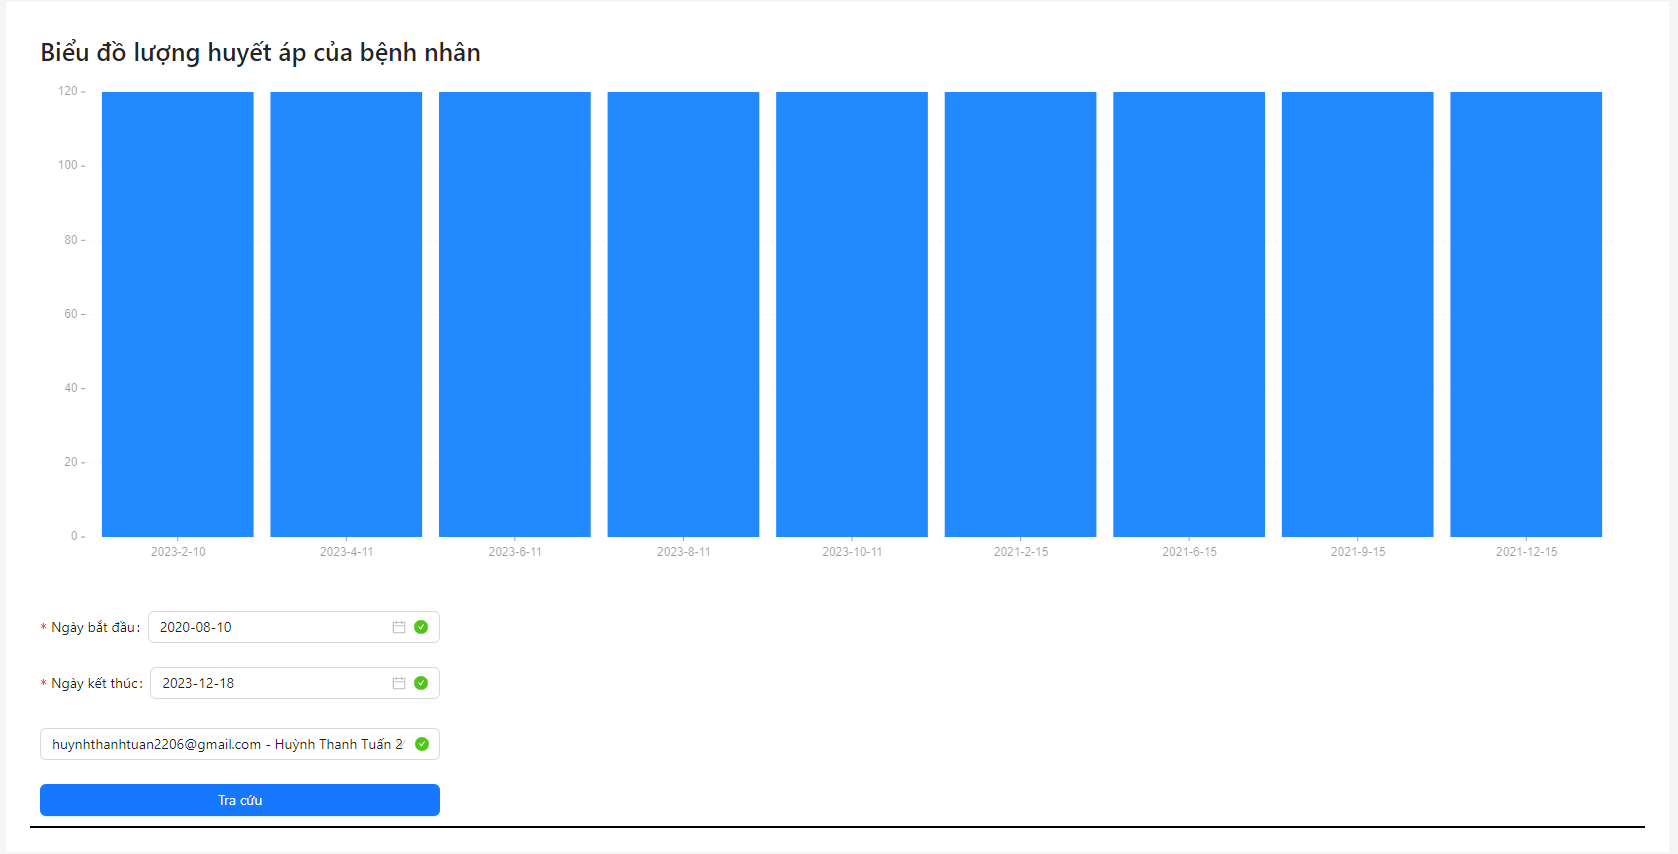 Biểu đồ lượng huyết áp của bệnh nhân
120
100
80
60
40
20
0
2023-2-10 2023-4-11 2023-6-11 2023-8-11 2023-10-11 2021-2-15 2021-6-15 2021-9-15 2021-12-15
* Ngày bắt đầu: 2020-08-10
* Ngày kết thúc: 2023-12-18
huynhthanhtuan2206@gmail.com - Huỳnh Thanh Tuấn 2
Tra cứu